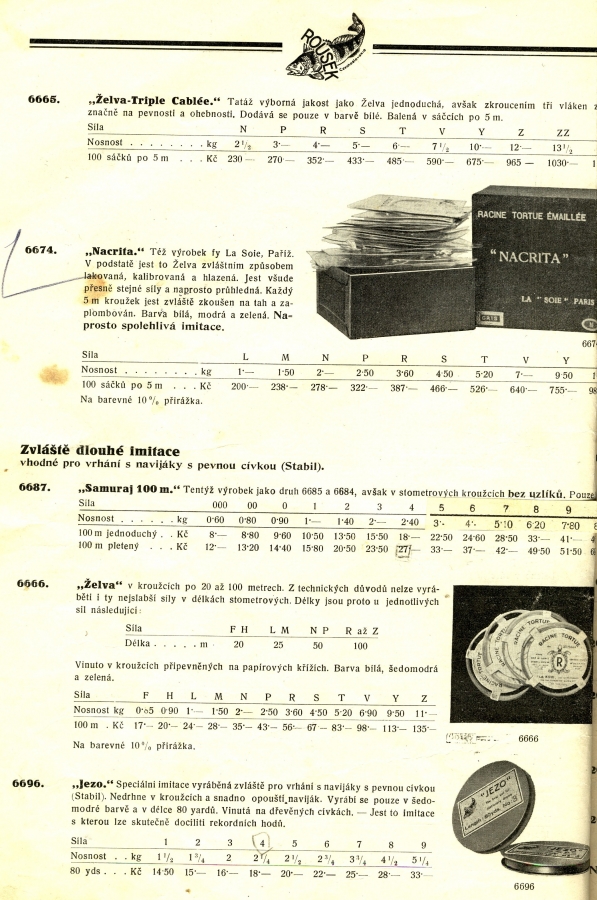 ROUSEK
6665. „Želva-Triple Cablée.“ Tatáž výborná jakost jako Želva jednoduchá, avšak zkroucením tří vláken z
značně na pevnosti a ohebnosti. Dodává se pouze v barvě bílé. Balená v sáčcích po 5 m.
Síla N P R S T V Y Z ZZ
Nosnost . . . . . . . . kg 2 1/2 3·— 4·— 5·— 6·— 7 1/2 10·— 12·— 13 1/2
100 sáčků po 5 m . . . Kč 230 — 270·— 352·— 433·— 485·— 590·— 675·— 965 — 1030·— 1
6674. „Nacrita.“ Též výrobek fy La Soie, Paříž.
V podstatě jest to Želva zvláštním způsobem
lakovaná, kalibrovaná a hlazená. Jest všude
přesně stejné síly a naprosto průhledná. Každý
5 m kroužek jest zvláště zkoušen na tah a za-
plombován. Barva bílá, modrá a zelená. Na-
prosto spolehlivá imitace.
RACINE TORTUE ÉMAILLÉE
“NACRITA”
LA “SOIE” PARIS
667
Síla L M N P R S T V Y
Nosnost . . . . . . . . kg 1·— 1·50 2·— 2·50 3·60 4·50 5·20 7·— 9·50 1
100 sáčků po 5 m . . . Kč 200·— 238·— 278·— 322·— 387·— 466·— 526·— 640·— 755·— 98
Na barevné 10% přirážka.
Zvláště dlouhé imitace
vhodné pro vrhání s navijáky s pevnou cívkou (Stabil).
6687. „Samuraj 100 m.“ Tentýž výrobek jako druh 6685 a 6684, avšak v stometrových kroužcích bez uzlíků. Pouze
Síla 000 00 0 1 2 3 4 5 6 7 8 9
Nosnost . . . . . . kg 0·60 0·80 0·90 1·— 1·40 2·— 2·40 3·- 4·- 5·10 6·20 7·80 8
100 m jednoduchý . . Kč 8·— 8·80 9·60 10·50 13·50 15·50 18·— 22·50 24·60 28·50 33·— 41·— 4
100 m pletený . . . Kč 12·— 13·20 14·40 15·80 20·50 23·50 27·— 33·— 37·— 42·— 49·50 51·50 6
6666. „Želva“ v kroužcích po 20 až 100 metrech. Z technických důvodů nelze vyrá-
běti i ty nejslabší síly v délkách stometrových. Délky jsou proto u jednotlivých
sil následující:
Síla F H L M N P R až Z
Délka . . . . . m 20 25 50 100
Vinuto v kroužcích připevněných na papírových křížích. Barva bílá, šedomodrá
a zelená.
RACINE TORTUE
Síla F H L M N P R S T V Y Z
Nosnost kg 0·65 0·90 1·— 1·50 2·— 2·50 3·60 4·50 5·20 6·90 9·50 11·—
100 m . Kč 17·— 20·— 24·— 28·— 35·— 43·— 56·— 67·— 83·— 98·— 113·— 135·—
Na barevné 10% přirážka.
6666
6696. „Jezo.“ Speciální imitace vyráběná zvláště pro vrhání s navijáky s pevnou cívkou
(Stabil). Nedrhne v kroužcích a snadno opouští naviják. Vyrábí se pouze v šedo-
modré barvě a v délce 80 yardů. Vinutá na dřevěných cívkách. — Jest to imitace
s kterou lze skutečně docíliti rekordních hodů.
"JEZO"
Síla 1 2 3 4 5 6 7 8 9
Nosnost . . kg 1 1/2 1 3/4 2 2 1/4 2 1/2 2 3/4 3 3/4 4 1/2 5 1/4
80 yds . . . Kč 14·50 15·— 16·— 18·— 20·— 22·— 25·— 28·— 33·—
6696